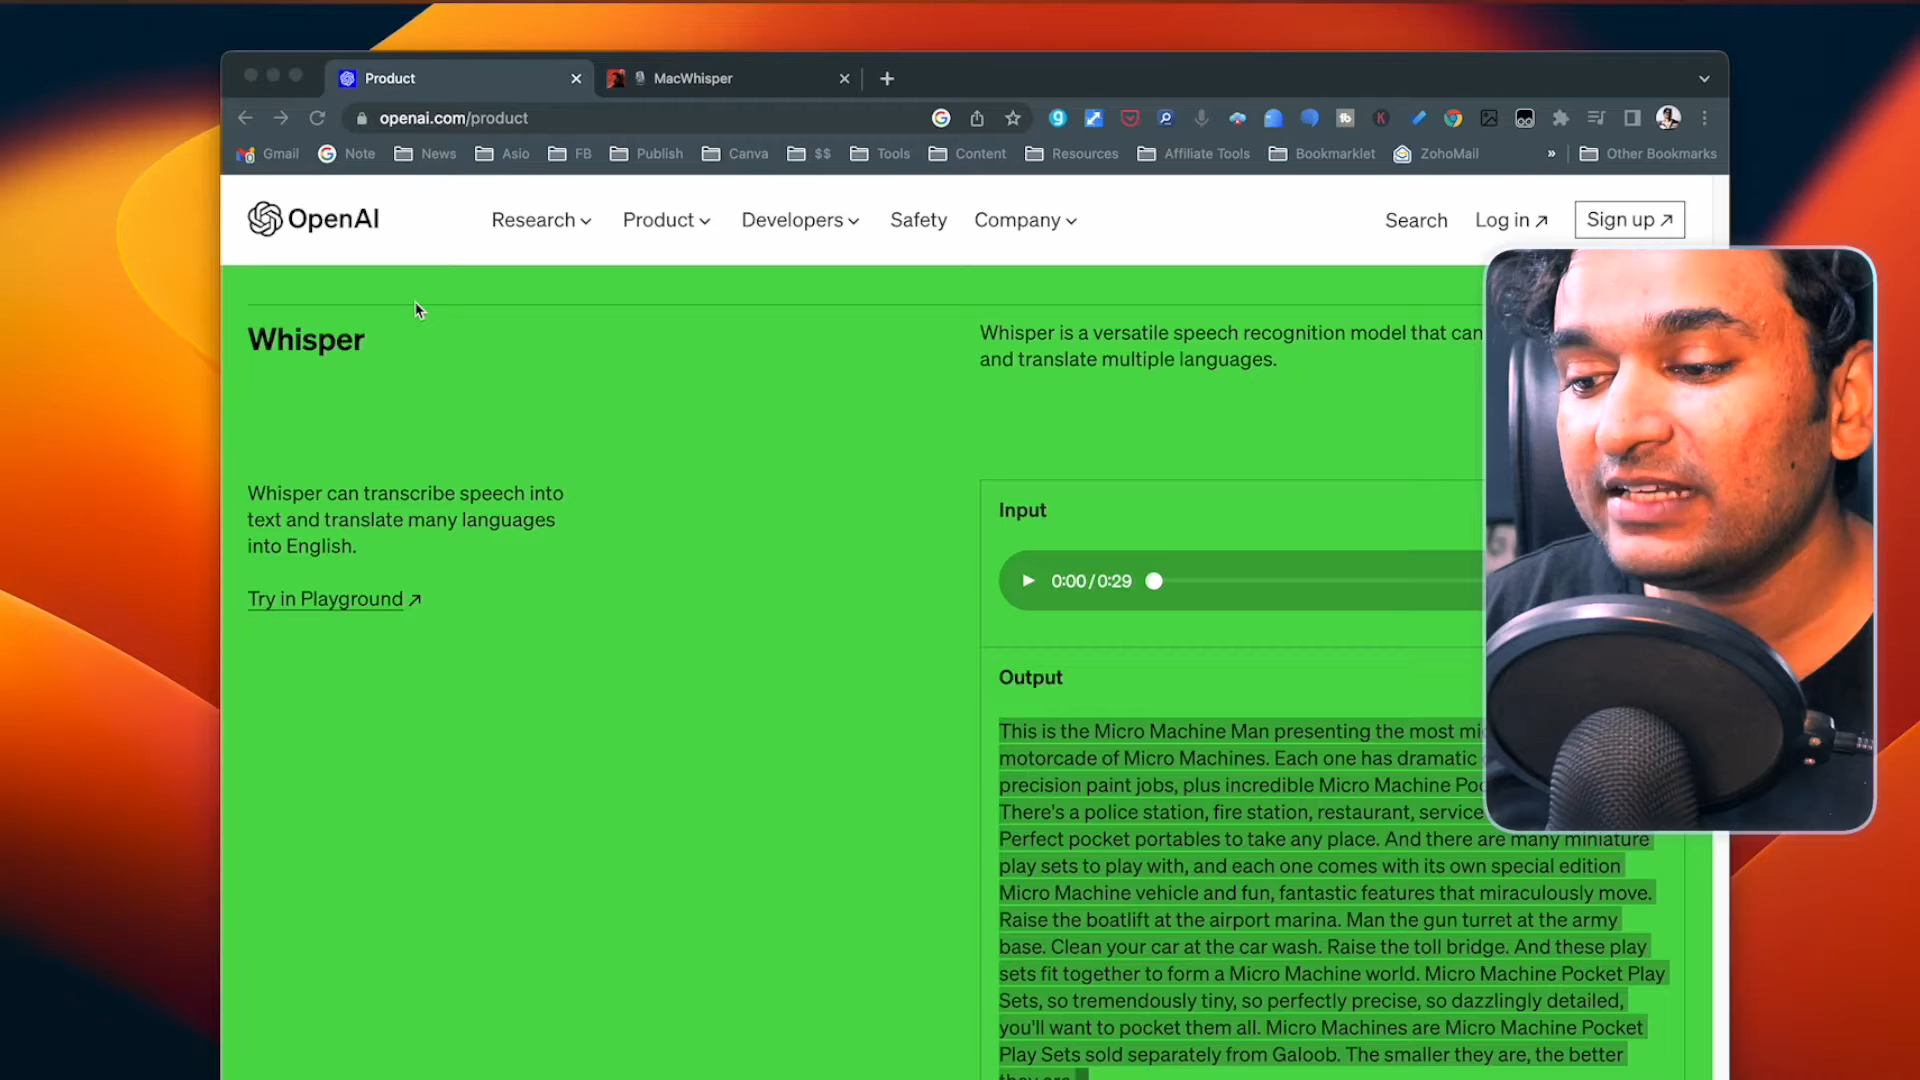 Product
MacWhisper
openai.com/product
Gmail
Note
News
Asio
FB
Publish
Canva
$$
Tools
Content
Resources
Affiliate Tools
Bookmarklet
ZohoMail
»
Other Bookmarks
OpenAI
Research
Product
Developers
Safety
Company
Search
Log in ↗
Sign up ↗
Whisper
Whisper is a versatile speech recognition model that can
and translate multiple languages.
Whisper can transcribe speech into
text and translate many languages
into English.
Try in Playground ↗
Input
0:00/0:29
Output
This is the Micro Machine Man presenting the most
motorcade of Micro Machines. Each one has dramatic
precision paint jobs, plus incredible Micro Machine
There's a police station, fire station, restaurant, service
Perfect pocket portables to take any place. And there are many miniature
play sets to play with, and each one comes with its own special edition
Micro Machine vehicle and fun, fantastic features that miraculously move.
Raise the boatlift at the airport marina. Man the gun turret at the army
base. Clean your car at the car wash. Raise the toll bridge. And these play
sets fit together to form a Micro Machine world. Micro Machine Pocket Play
Sets, so tremendously tiny, so perfectly precise, so dazzlingly detailed,
you'll want to pocket them all. Micro Machines are Micro Machine Pocket
Play Sets sold separately from Galoob. The smaller they are, the better
they are.